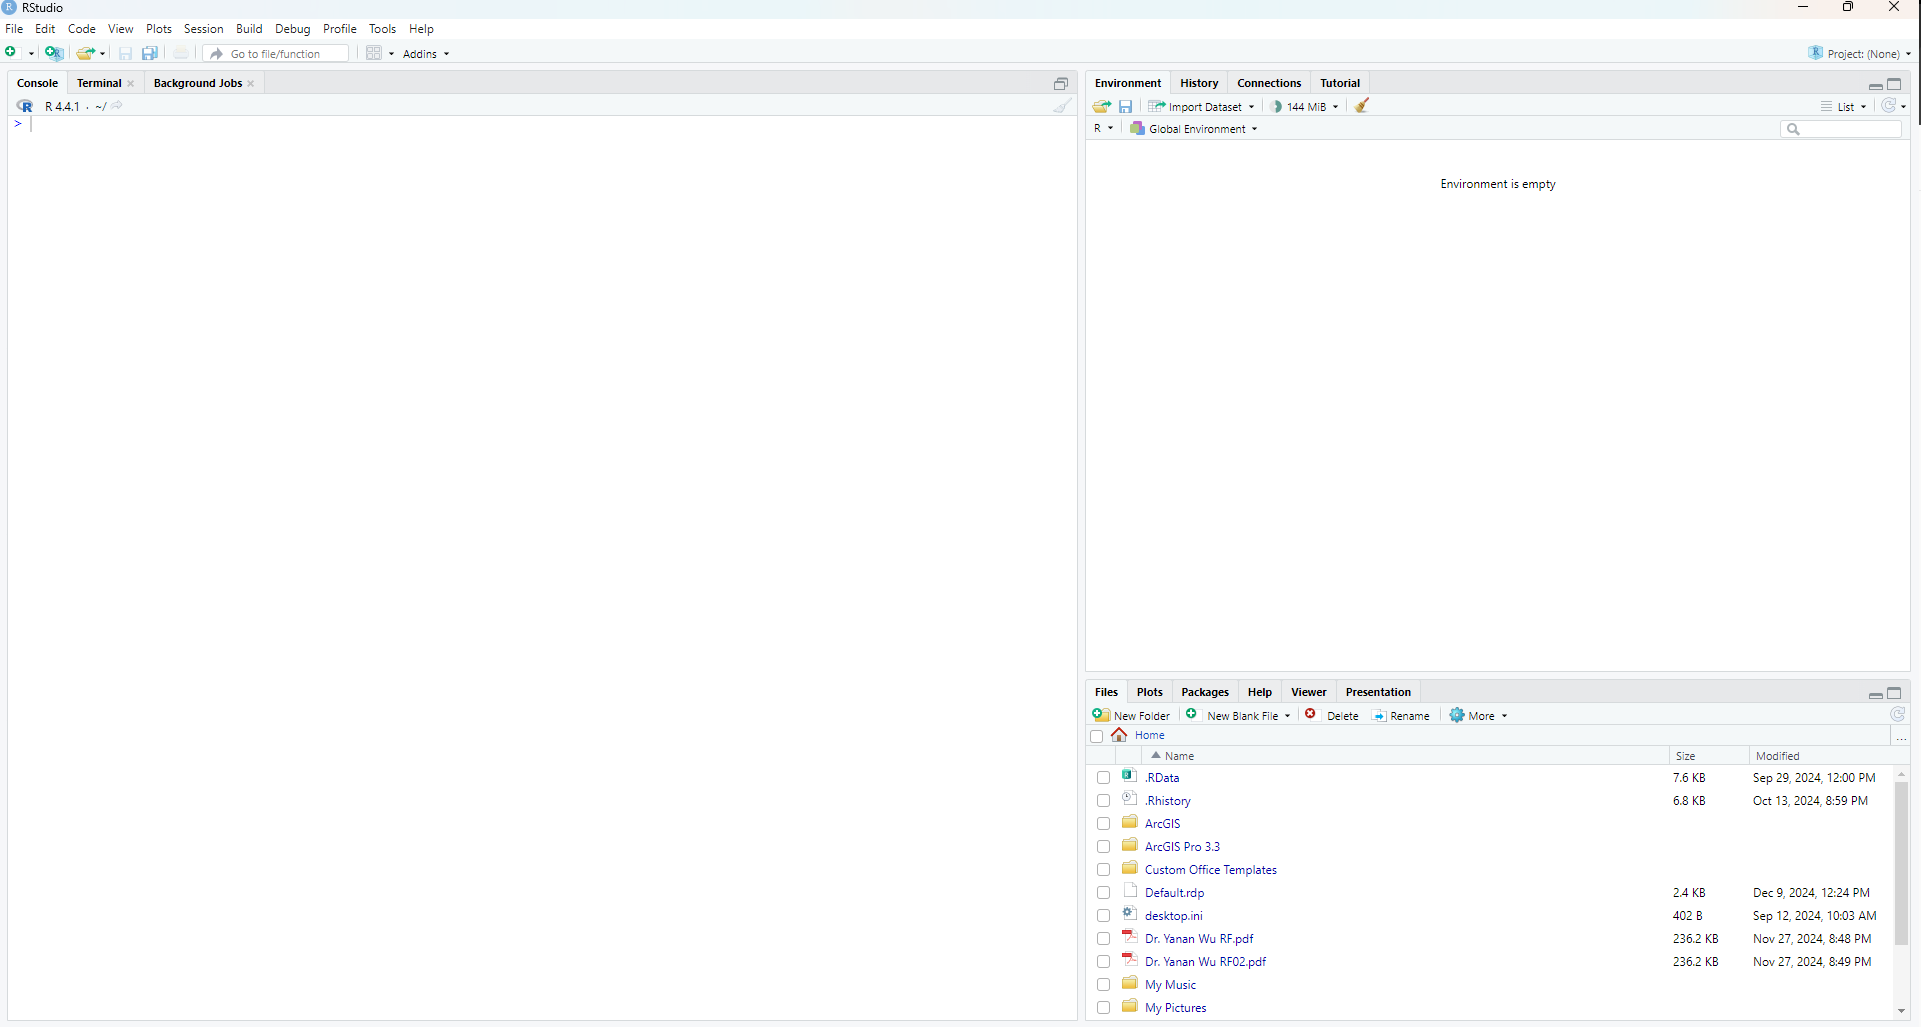 RStudio
File Edit Code View Plots Session Build Debug Profile Tools Help
Go to file/function Addins Project: (None)
Console Terminal Background Jobs
R 4.4.1 · ~/
>
Environment History Connections Tutorial
Import Dataset 144 MiB List
R Global Environment
Environment is empty
Files Plots Packages Help Viewer Presentation
New Folder New Blank File Delete Rename More
Home ...
Name Size Modified
.RData 7.6 KB Sep 29, 2024, 12:00 PM
.Rhistory 6.8 KB Oct 13, 2024, 8:59 PM
ArcGIS
ArcGIS Pro 3.3
Custom Office Templates
Default.rdp 2.4 KB Dec 9, 2024, 12:24 PM
desktop.ini 402 B Sep 12, 2024, 10:03 AM
Dr. Yanan Wu RF.pdf 236.2 KB Nov 27, 2024, 8:48 PM
Dr. Yanan Wu RF02.pdf 236.2 KB Nov 27, 2024, 8:49 PM
My Music
My Pictures